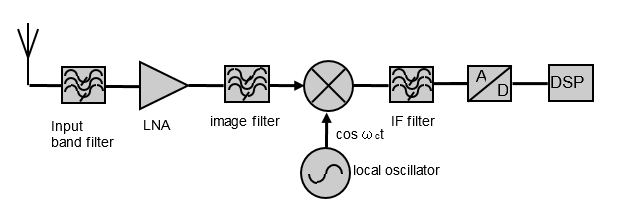 Input
band filter
LNA
image filter
cos ωct
local oscillator
IF filter
A
D
DSP